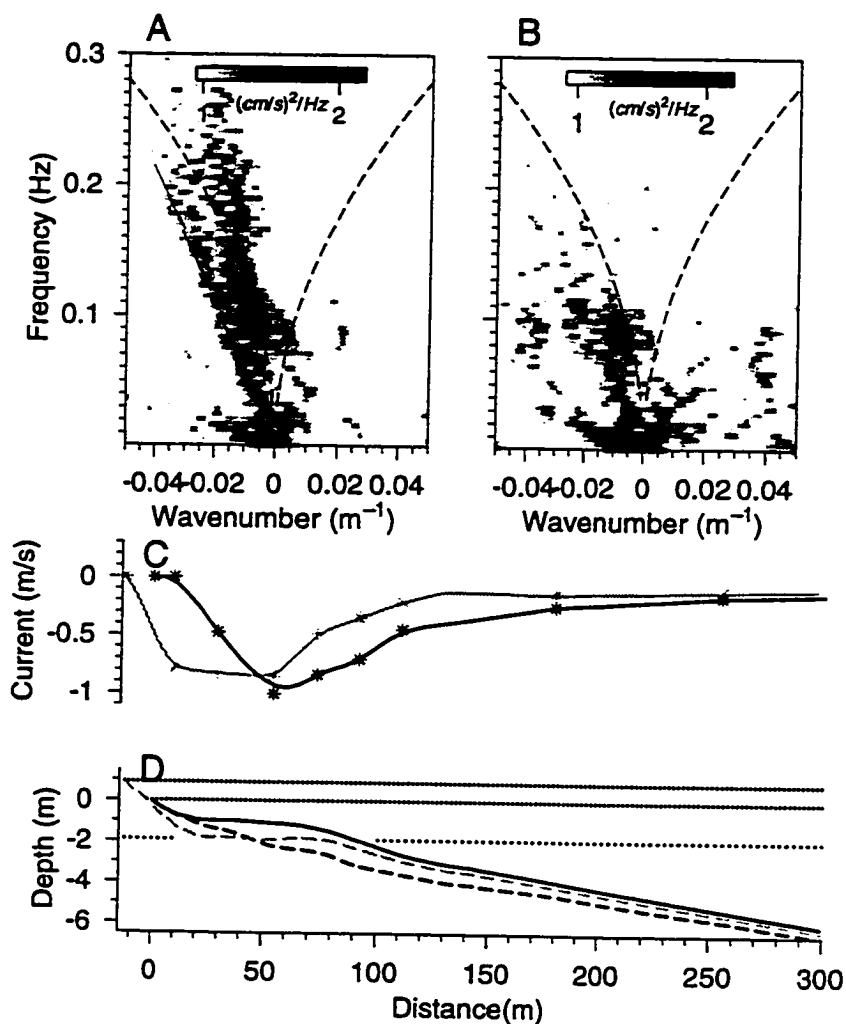 A
B
0.3
0.2
0.1
Frequency (Hz)
1 (cm/s)²/Hz 2
1 (cm/s)²/Hz 2
-0.04 -0.02 0 0.02 0.04
-0.04 -0.02 0 0.02 0.04
Wavenumber (m⁻¹)
Wavenumber (m⁻¹)
C
0
-0.5
-1
Current (m/s)
D
0
-2
-4
-6
Depth (m)
0 50 100 150 200 250 300
Distance(m)